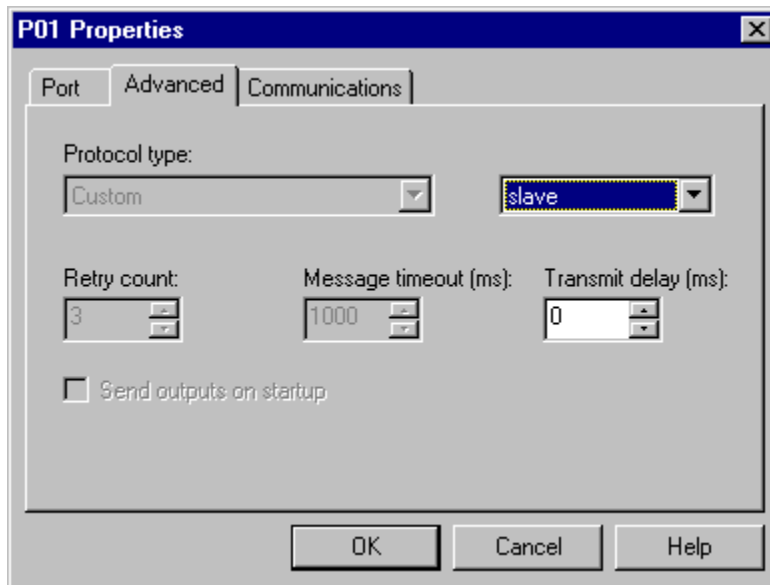 P01 Properties
Port Advanced Communications
Protocol type:
Custom slave
Retry count: Message timeout (ms): Transmit delay (ms):
3 1000 0
Send outputs on startup
OK Cancel Help